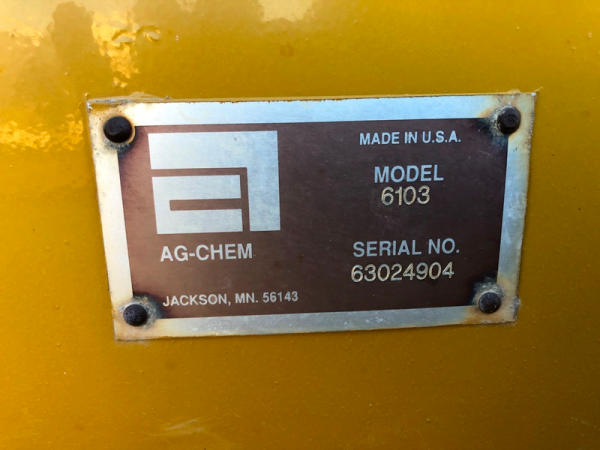 MADE IN U.S.A.
MODEL
6103
AG-CHEM
SERIAL NO.
63024904
JACKSON, MN. 56143